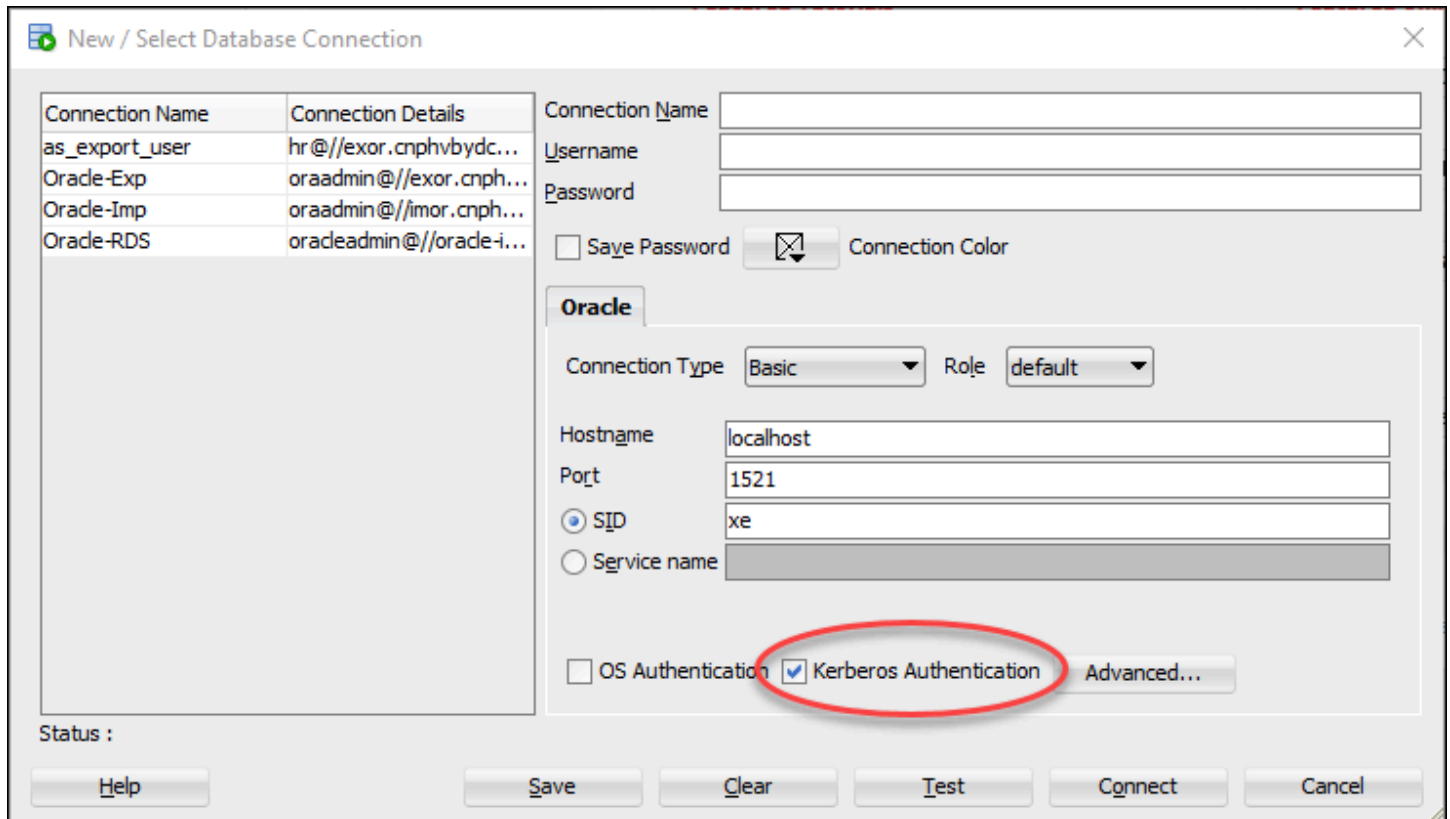 New / Select Database Connection
Connection Name Connection Details
as_export_user hr@//exor.cnphvbydc...
Oracle-Exp oraadmin@//exor.cnph...
Oracle-Imp oraadmin@//imor.cnph...
Oracle-RDS oracleadmin@//oracle-i...
Connection Name
Username
Password
Save Password Connection Color
Oracle
Connection Type Basic Role default
Hostname localhost
Port 1521
SID xe
Service name
OS Authentication Kerberos Authentication Advanced...
Status :
Help Save Clear Test Connect Cancel